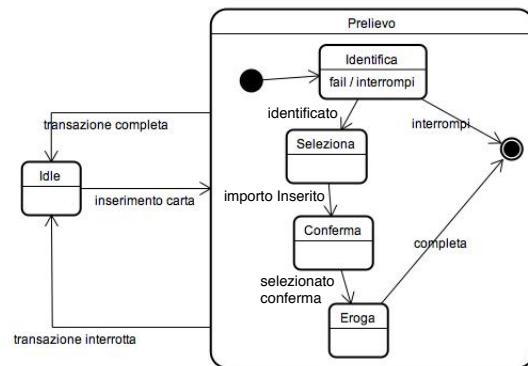 Prelievo
Identifica
fail / interrompi
identificato
interrompi
transazione completa
Seleziona
Idle
inserimento carta
importo Inserito
Conferma
completa
selezionato
conferma
Eroga
transazione interrotta